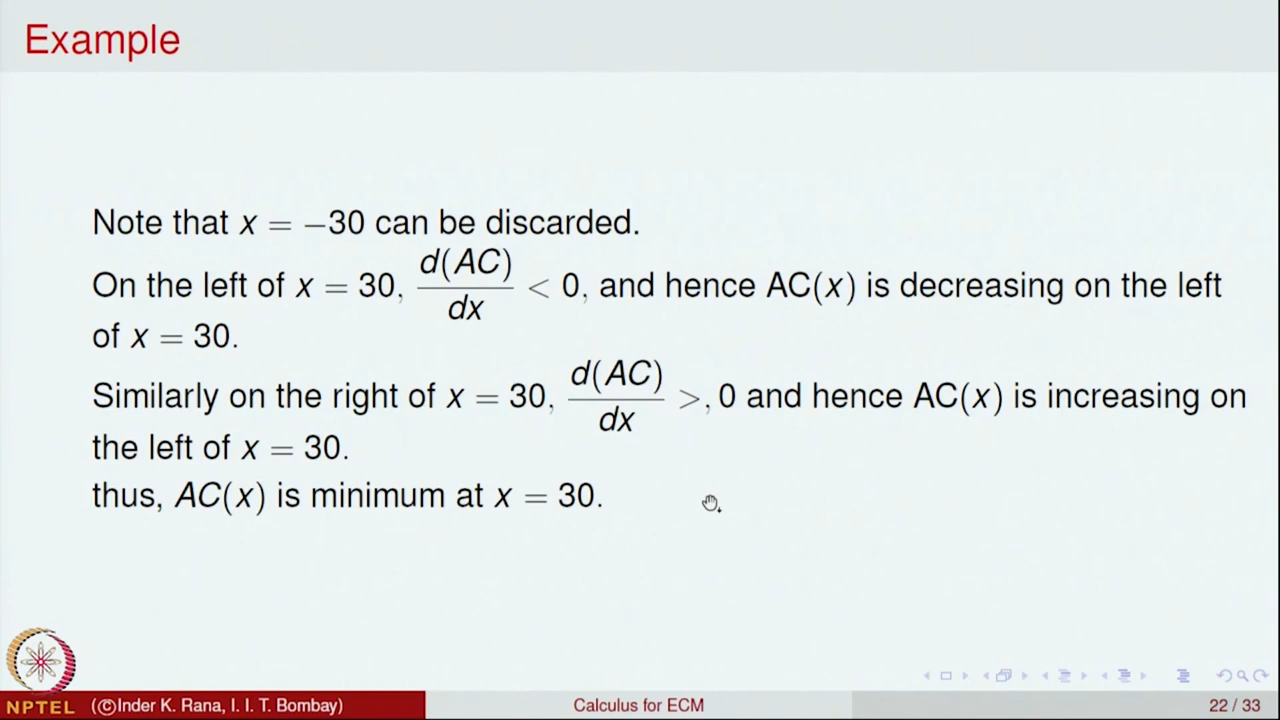 Example
Note that x = −30 can be discarded.
On the left of x = 30, d(AC)/dx < 0, and hence AC(x) is decreasing on the left
of x = 30.
Similarly on the right of x = 30, d(AC)/dx >, 0 and hence AC(x) is increasing on
the left of x = 30.
thus, AC(x) is minimum at x = 30.
NPTEL
(©Inder K. Rana, I. I. T. Bombay)
Calculus for ECM
22 / 33